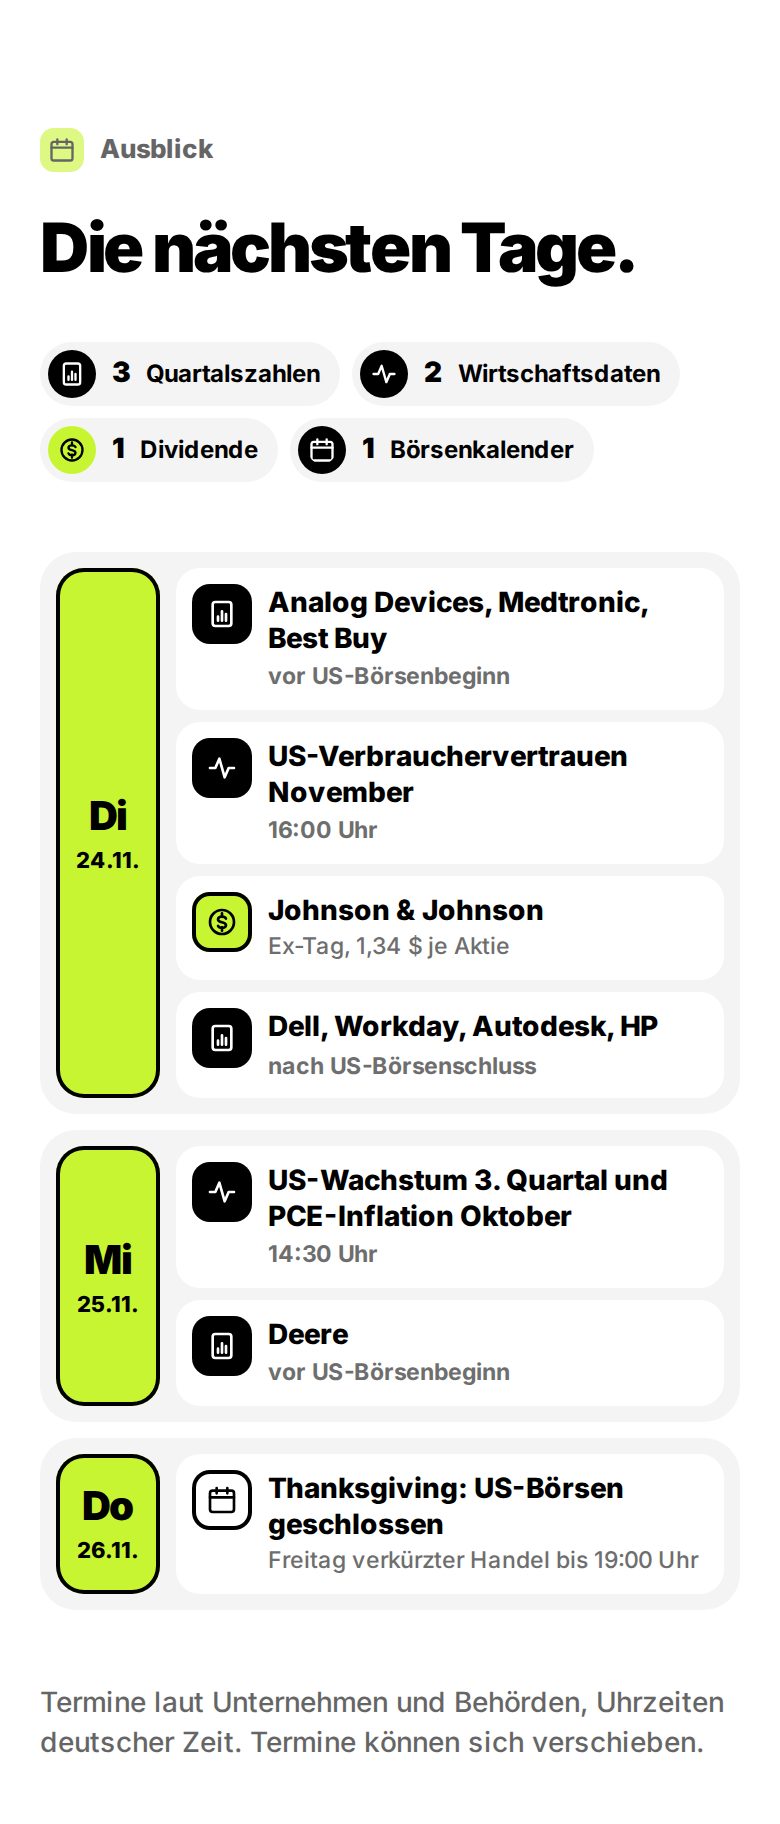 Ausblick
Die nächsten Tage.
3 Quartalszahlen
2 Wirtschaftsdaten
1 Dividende
1 Börsenkalender
Di
24.11.
Analog Devices, Medtronic,
Best Buy
vor US-Börsenbeginn
US-Verbrauchervertrauen
November
16:00 Uhr
Johnson & Johnson
Ex-Tag, 1,34 $ je Aktie
Dell, Workday, Autodesk, HP
nach US-Börsenschluss
Mi
25.11.
US-Wachstum 3. Quartal und
PCE-Inflation Oktober
14:30 Uhr
Deere
vor US-Börsenbeginn
Do
26.11.
Thanksgiving: US-Börsen
geschlossen
Freitag verkürzter Handel bis 19:00 Uhr
Termine laut Unternehmen und Behörden, Uhrzeiten
deutscher Zeit. Termine können sich verschieben.